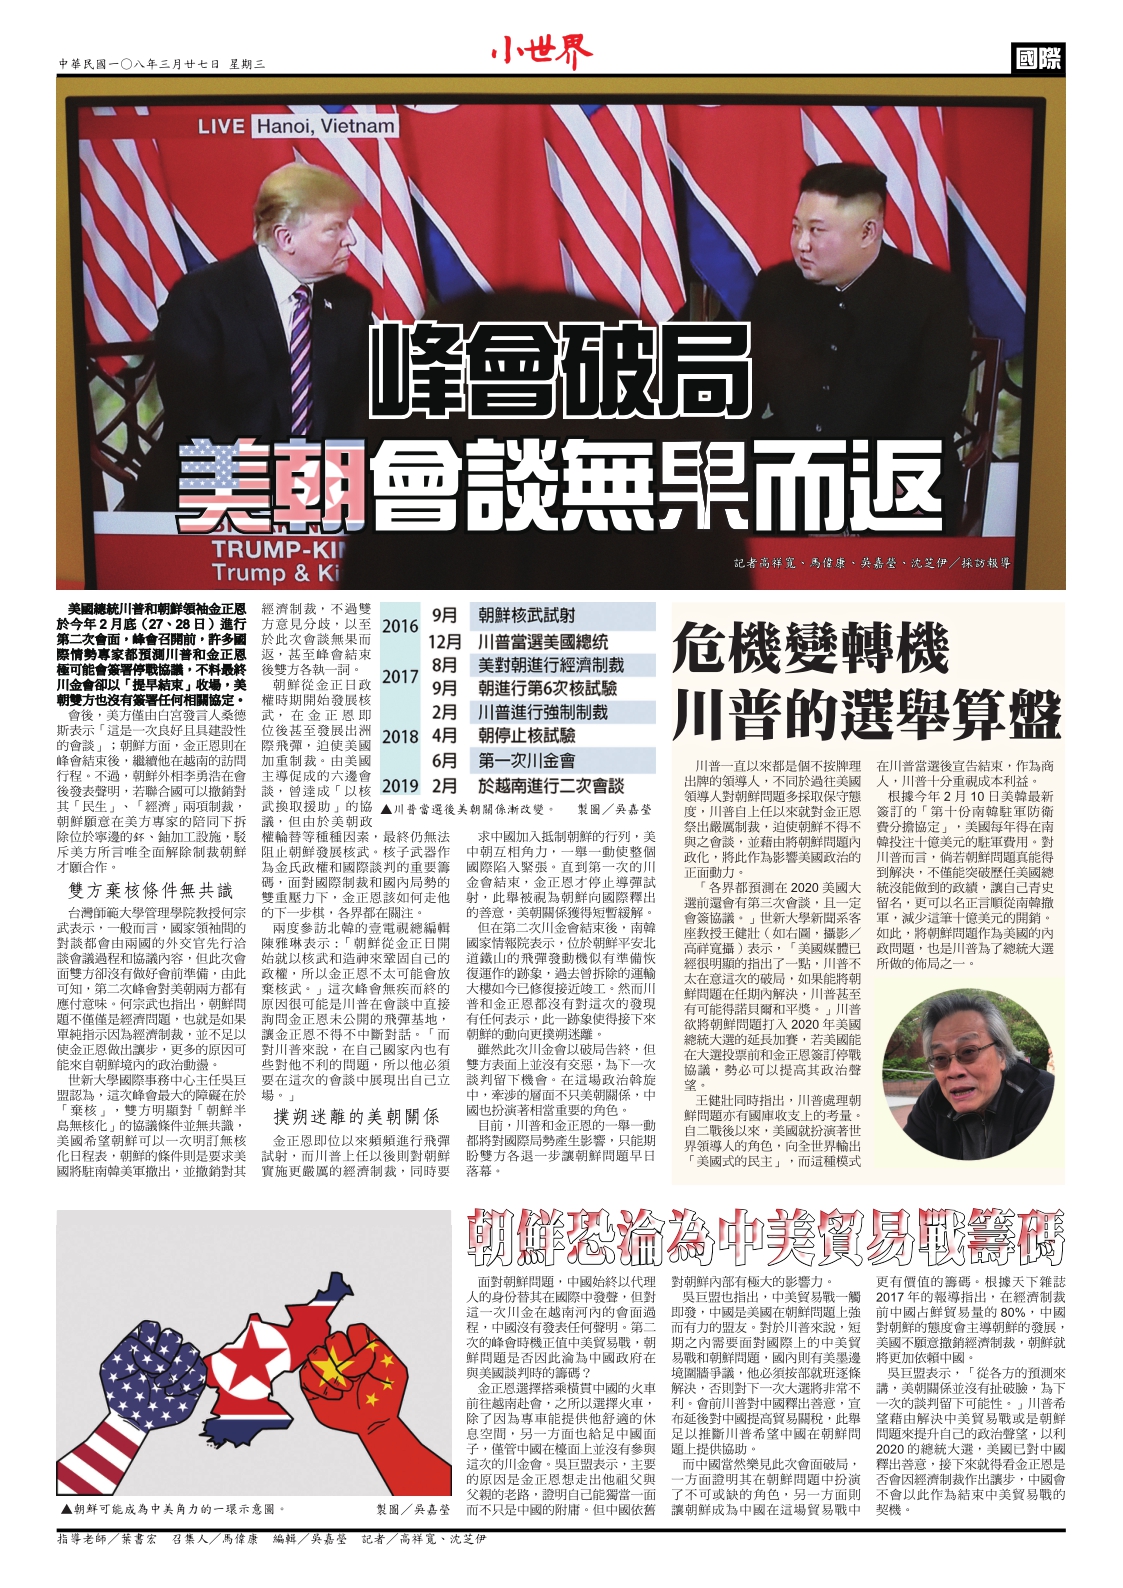 中華民國一〇八年三月廿七日 星期三
小世界
國際
LIVE Hanoi, Vietnam
峰會破局
美朝會談無果而返
TRUMP-KI
Trump & Ki
記者高祥寬、馬偉康、吳嘉瑩、沈芝伊／採訪報導
美國總統川普和朝鮮領袖金正恩
於今年2月底（27、28日）進行
第二次會面，峰會召開前，許多國
際情勢專家都預測川普和金正恩
極可能會簽署停戰協議，不料最終
川金會卻以「提早結束」收場，美
朝雙方也沒有簽署任何相關協定。
會後，美方僅由白宮發言人桑德
斯表示「這是一次良好且具建設性
的會談」；朝鮮方面，金正恩則在
峰會結束後，繼續他在越南的訪問
行程。不過，朝鮮外相李勇浩在會
後發表聲明，若聯合國可以撤銷對
其「民生」、「經濟」兩項制裁，
朝鮮願意在美方專家的陪同下拆
除位於寧邊的鈈、鈾加工設施，駁
斥美方所言唯全面解除制裁朝鮮
才願合作。
雙方棄核條件無共識
台灣師範大學管理學院教授何宗
武表示，一般而言，國家領袖間的
對談都會由兩國的外交官先行洽
談會議過程和協議內容，但此次會
面雙方卻沒有做好會前準備，由此
可知，第二次峰會對美朝兩方都有
應付意味。何宗武也指出，朝鮮問
題不僅僅是經濟問題，也就是如果
單純指示因為經濟制裁，並不足以
使金正恩做出讓步，更多的原因可
能來自朝鮮境內的政治動盪。
世新大學國際事務中心主任吳巨
盟認為，這次峰會最大的障礙在於
「棄核」，雙方明顯對「朝鮮半
島無核化」的協議條件並無共識，
美國希望朝鮮可以一次明訂無核
化日程表，朝鮮的條件則是要求美
國將駐南韓美軍撤出，並撤銷對其
經濟制裁，不過雙
方意見分歧，以至
於此次會談無果而
返，甚至峰會結束
後雙方各執一詞。
朝鮮從金正日政
權時期開始發展核
武，在金正恩即
位後甚至發展出洲
際飛彈，迫使美國
加重制裁。由美國
主導促成的六邊會
談，曾達成「以核
武換取援助」的協
議，但由於美朝政
權輪替等種種因素，最終仍無法
阻止朝鮮發展核武。核子武器作
為金氏政權和國際談判的重要籌
碼，面對國際制裁和國內局勢的
雙重壓力下，金正恩該如何走他
的下一步棋，各界都在關注。
兩度參訪北韓的壹電視總編輯
陳雅琳表示：「朝鮮從金正日開
始就以核武和造神來鞏固自己的
政權，所以金正恩不太可能會放
棄核武。」這次峰會無疾而終的
原因很可能是川普在會談中直接
詢問金正恩未公開的飛彈基地，
讓金正恩不得不中斷對話。「而
對川普來說，在自己國家內也有
些對他不利的問題，所以他必須
要在這次的會談中展現出自己立
場。」
撲朔迷離的美朝關係
金正恩即位以來頻頻進行飛彈
試射，而川普上任以後則對朝鮮
實施更嚴厲的經濟制裁，同時要
2016 9月 朝鮮核武試射
12月 川普當選美國總統
2017 8月 美對朝進行經濟制裁
9月 朝進行第6次核試驗
2018 2月 川普進行強制制裁
4月 朝停止核試驗
6月 第一次川金會
2019 2月 於越南進行二次會談
▲川普當選後美朝關係漸改變。 製圖／吳嘉瑩
求中國加入抵制朝鮮的行列，美
中朝互相角力，一舉一動使整個
國際陷入緊張。直到第一次的川
金會結束，金正恩才停止導彈試
射，此舉被視為朝鮮向國際釋出
的善意，美朝關係獲得短暫緩解。
但在第二次川金會結束後，南韓
國家情報院表示，位於朝鮮平安北
道鐵山的飛彈發動機似有準備恢
復運作的跡象，過去曾拆除的運輸
大樓如今已修復接近竣工。然而川
普和金正恩都沒有對這次的發現
有任何表示，此一跡象使得接下來
朝鮮的動向更撲朔迷離。
雖然此次川金會以破局告終，但
雙方表面上並沒有交惡，為下一次
談判留下機會。在這場政治斡旋
中，牽涉的層面不只美朝關係，中
國也扮演著相當重要的角色。
目前，川普和金正恩的一舉一動
都將對國際局勢產生影響，只能期
盼雙方各退一步讓朝鮮問題早日
落幕。
危機變轉機
川普的選舉算盤
川普一直以來都是個不按牌理
出牌的領導人，不同於過往美國
領導人對朝鮮問題多採取保守態
度，川普自上任以來就對金正恩
祭出嚴厲制裁，迫使朝鮮不得不
與之會談，並藉由將朝鮮問題內
政化，將此作為影響美國政治的
正面動力。
「各界都預測在2020美國大
選前還會有第三次會談，且一定
會簽協議。」世新大學新聞系客
座教授王健壯（如右圖，攝影／
高祥寬攝）表示，「美國媒體已
經很明顯的指出了一點，川普不
太在意這次的破局，如果能將朝
鮮問題在任期內解決，川普甚至
有可能得諾貝爾和平獎。」川普
欲將朝鮮問題打入2020年美國
總統大選的延長加賽，若美國能
在大選投票前和金正恩簽訂停戰
協議，勢必可以提高其政治聲
望。
王健壯同時指出，川普處理朝
鮮問題亦有國庫收支上的考量。
自二戰後以來，美國就扮演著世
界領導人的角色，向全世界輸出
「美國式的民主」，而這種模式
在川普當選後宣告結束，作為商
人，川普十分重視成本利益。
根據今年2月10日美韓最新
簽訂的「第十份南韓駐軍防衛
費分擔協定」，美國每年得在南
韓投注十億美元的駐軍費用。對
川普而言，倘若朝鮮問題真能得
到解決，不僅能突破歷任美國總
統沒能做到的政績，讓自己青史
留名，更可以名正言順從南韓撤
軍，減少這筆十億美元的開銷。
如此，將朝鮮問題作為美國的內
政問題，也是川普為了總統大選
所做的佈局之一。
▲朝鮮可能成為中美角力的一環示意圖。 製圖／吳嘉瑩
朝鮮恐淪為中美貿易戰籌碼
面對朝鮮問題，中國始終以代理
人的身份替其在國際中發聲，但對
這一次川金在越南河內的會面過
程，中國沒有發表任何聲明。第二
次的峰會時機正值中美貿易戰，朝
鮮問題是否因此淪為中國政府在
與美國談判時的籌碼？
金正恩選擇搭乘橫貫中國的火車
前往越南赴會，之所以選擇火車，
除了因為專車能提供他舒適的休
息空間，另一方面也給足中國面
子，僅管中國在檯面上並沒有參與
這次的川金會。吳巨盟表示，主要
的原因是金正恩想走出他祖父與
父親的老路，證明自己能獨當一面
而不只是中國的附庸。但中國依舊
對朝鮮內部有極大的影響力。
吳巨盟也指出，中美貿易戰一觸
即發，中國是美國在朝鮮問題上強
而有力的盟友。對於川普來說，短
期之內需要面對國際上的中美貿
易戰和朝鮮問題，國內則有美墨邊
境圍牆爭議，他必須按部就班逐條
解決，否則對下一次大選將非常不
利。會前川普對中國釋出善意，宣
布延後對中國提高貿易關稅，此舉
足以推斷川普希望中國在朝鮮問
題上提供協助。
而中國當然樂見此次會面破局，
一方面證明其在朝鮮問題中扮演
了不可或缺的角色，另一方面則
讓朝鮮成為中國在這場貿易戰中
更有價值的籌碼。根據天下雜誌
2017年的報導指出，在經濟制裁
前中國占鮮貿易量的80%，中國
對朝鮮的態度會主導朝鮮的發展，
美國不願意撤銷經濟制裁，朝鮮就
將更加依賴中國。
吳巨盟表示，「從各方的預測來
講，美朝關係並沒有扯破臉，為下
一次的談判留下可能性。」川普希
望藉由解決中美貿易戰或是朝鮮
問題來提升自己的政治聲望，以利
2020的總統大選，美國已對中國
釋出善意，接下來就得看金正恩是
否會因經濟制裁作出讓步，中國會
不會以此作為結束中美貿易戰的
契機。
指導老師／葉書宏 召集人／馬偉康 編輯／吳嘉瑩 記者／高祥寬、沈芝伊